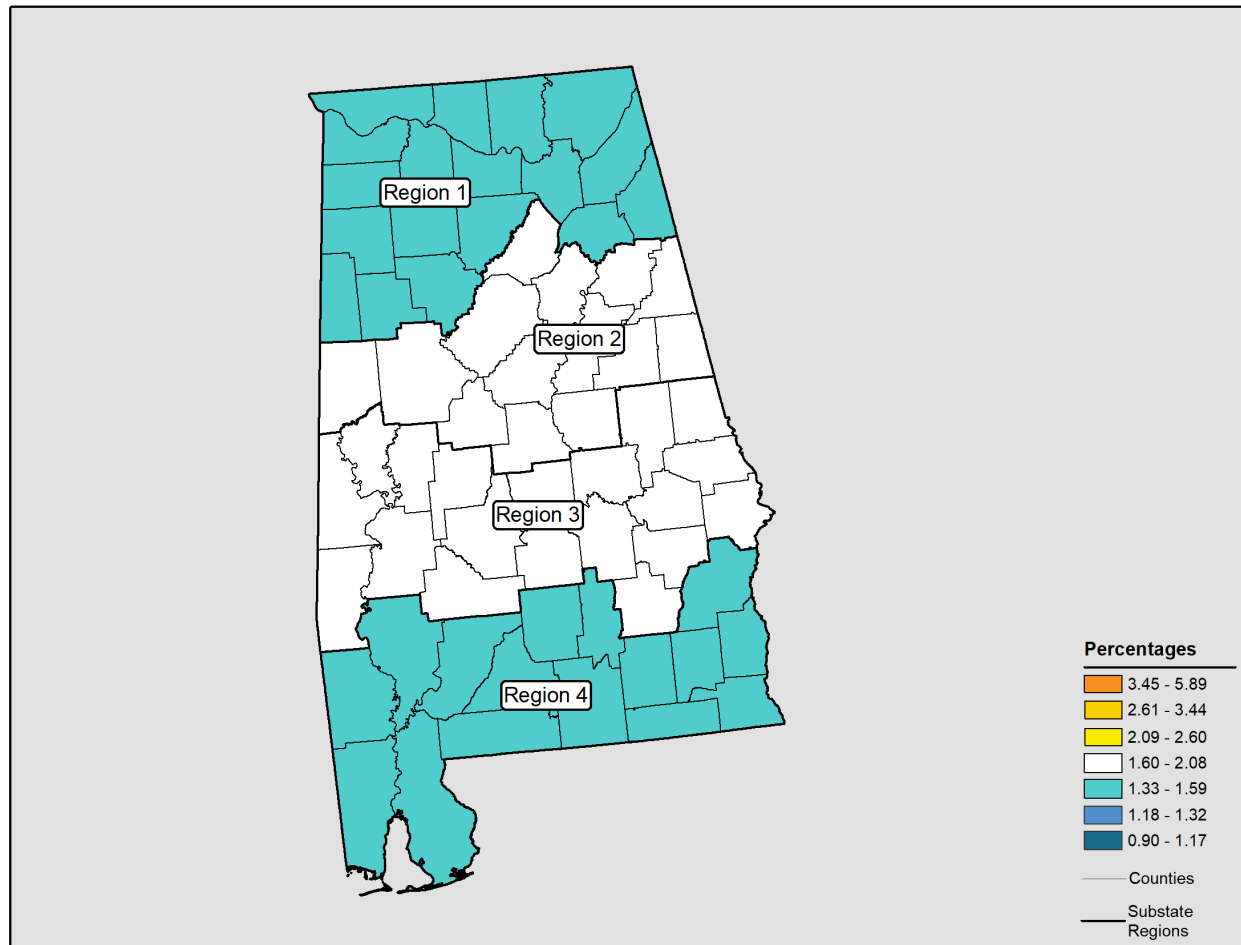 Region 1
Region 2
Region 3
Region 4
Percentages
3.45 - 5.89
2.61 - 3.44
2.09 - 2.60
1.60 - 2.08
1.33 - 1.59
1.18 - 1.32
0.90 - 1.17
Counties
Substate
Regions